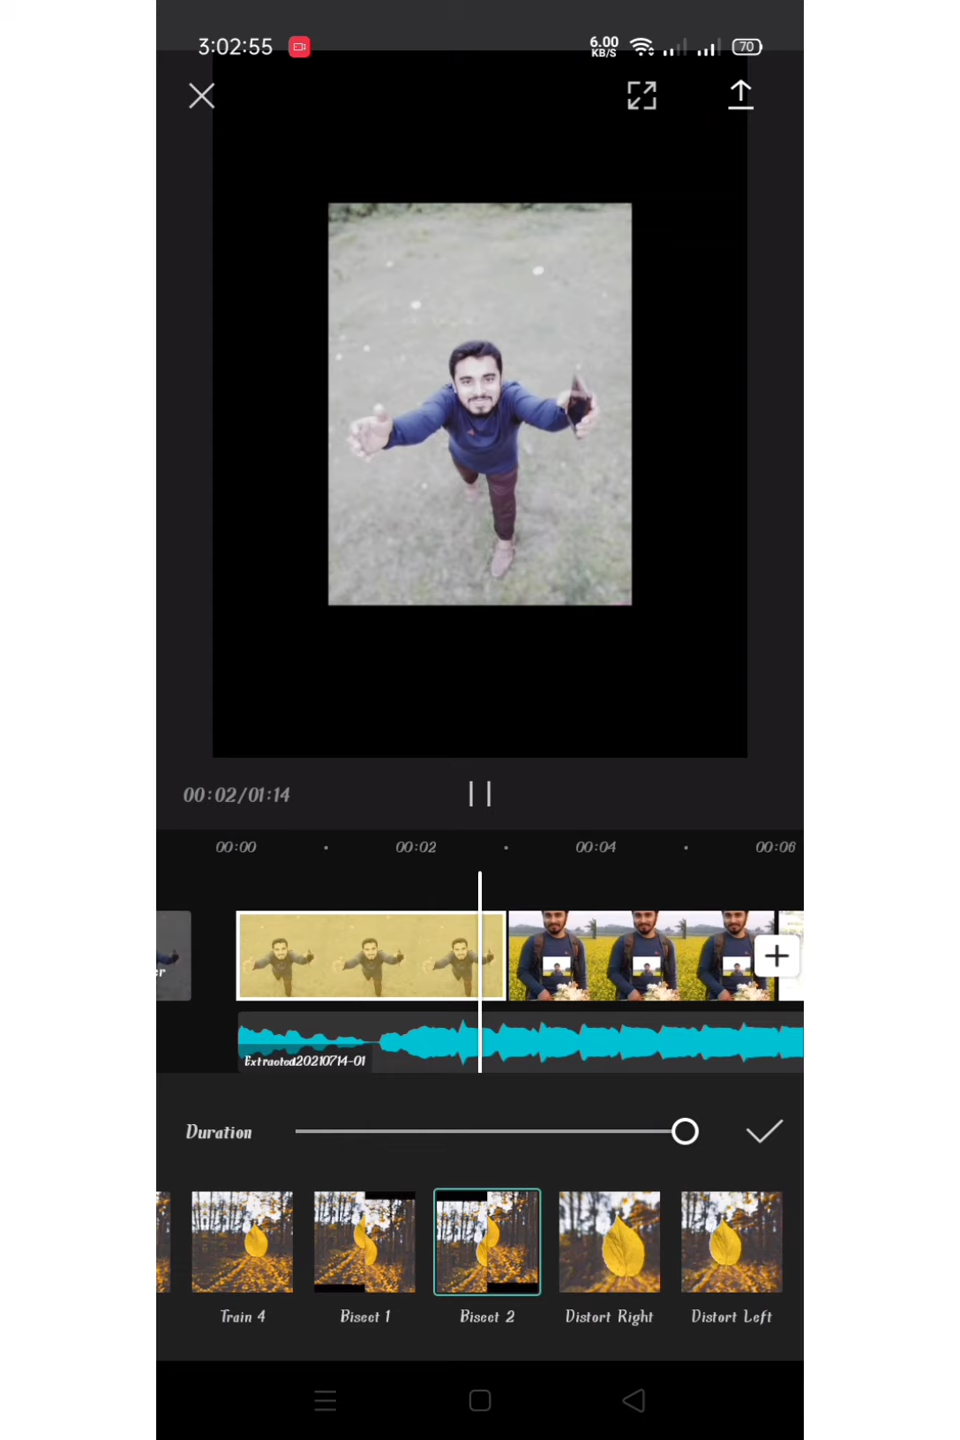 3:02:55 6.00 KB/S 70
00:02/01:14
00:00 00:02 00:04 00:06
Extracted20210714-01
Duration
Train 4 Bisect 1 Bisect 2 Distort Right Distort Left